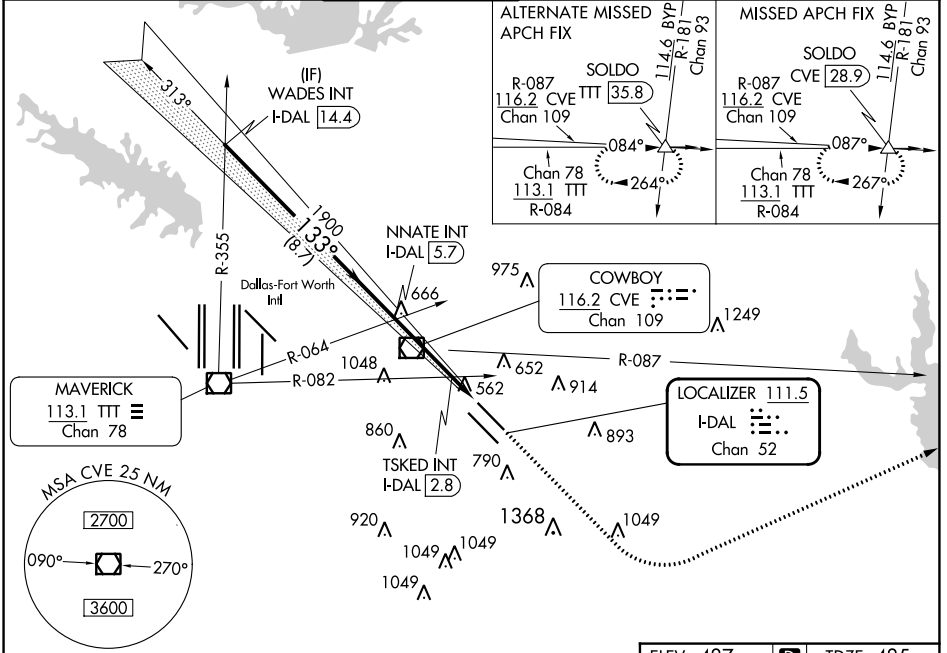 ALTERNATE MISSED
APCH FIX
SOLDO
TTT 35.8
R-087
116.2 CVE
Chan 109
114.6 BYP
R-181
Chan 93
084°
264°
Chan 78
113.1 TTT
R-084
MISSED APCH FIX
SOLDO
CVE 28.9
R-087
116.2 CVE
Chan 109
114.6 BYP
R-181
Chan 93
087°
267°
Chan 78
113.1 TTT
R-084
313°
(IF)
WADES INT
I-DAL 14.4
1900
133°
(8.7)
R-355
NNATE INT
I-DAL 5.7
Dallas-Fort Worth
Intl
666
975
COWBOY
116.2 CVE
Chan 109
1249
R-064
1048
R-082
652
R-087
562
914
MAVERICK
113.1 TTT
Chan 78
LOCALIZER 111.5
I-DAL
Chan 52
860
893
TSKED INT
I-DAL 2.8
790
MSA CVE 25 NM
2700
090°
270°
3600
920
1368
1049
1049
1049
1049
ELEV 487
D
TDZE 485